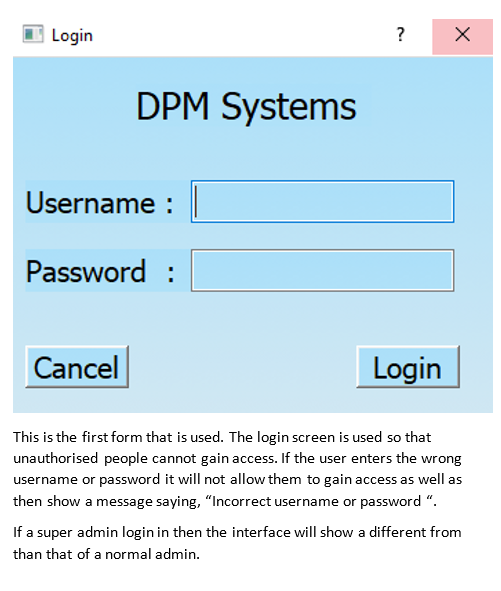 Login ?
DPM Systems
Username :
Password :
Cancel Login
This is the first form that is used. The login screen is used so that
unauthorised people cannot gain access. If the user enters the wrong
username or password it will not allow them to gain access as well as
then show a message saying, “Incorrect username or password “.
If a super admin login in then the interface will show a different from
than that of a normal admin.